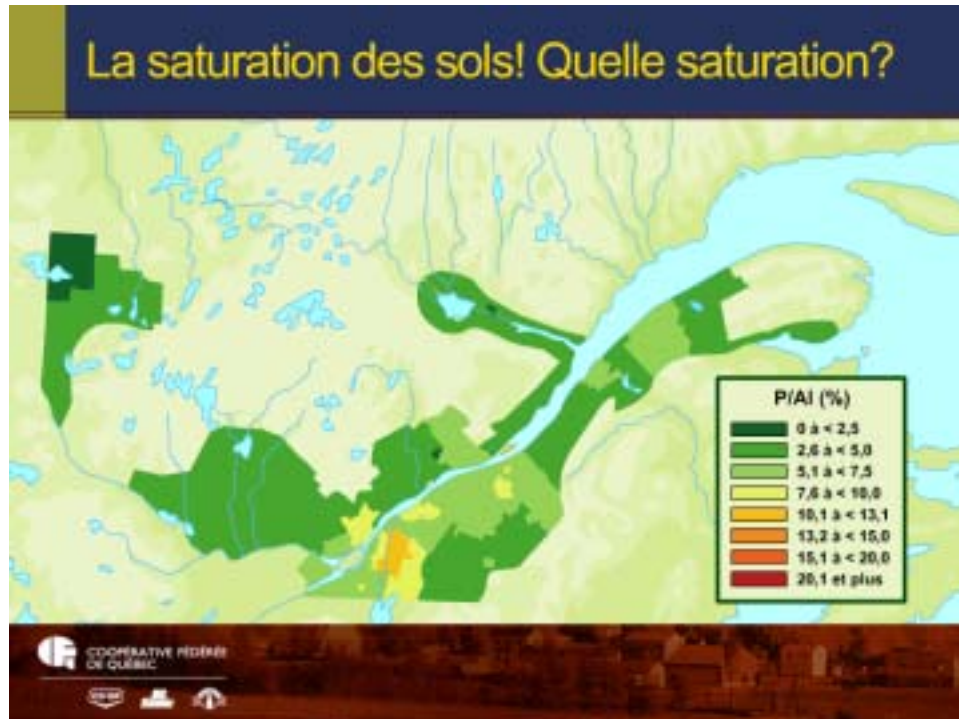 La saturation des sols! Quelle saturation?
P/Al (%)
0 à < 2,5
2,6 à < 5,0
5,1 à < 7,5
7,6 à < 10,0
10,1 à < 13,1
13,2 à < 15,0
15,1 à < 20,0
20,1 et plus
COOPÉRATIVE FÉDÉRÉE
DE QUÉBEC